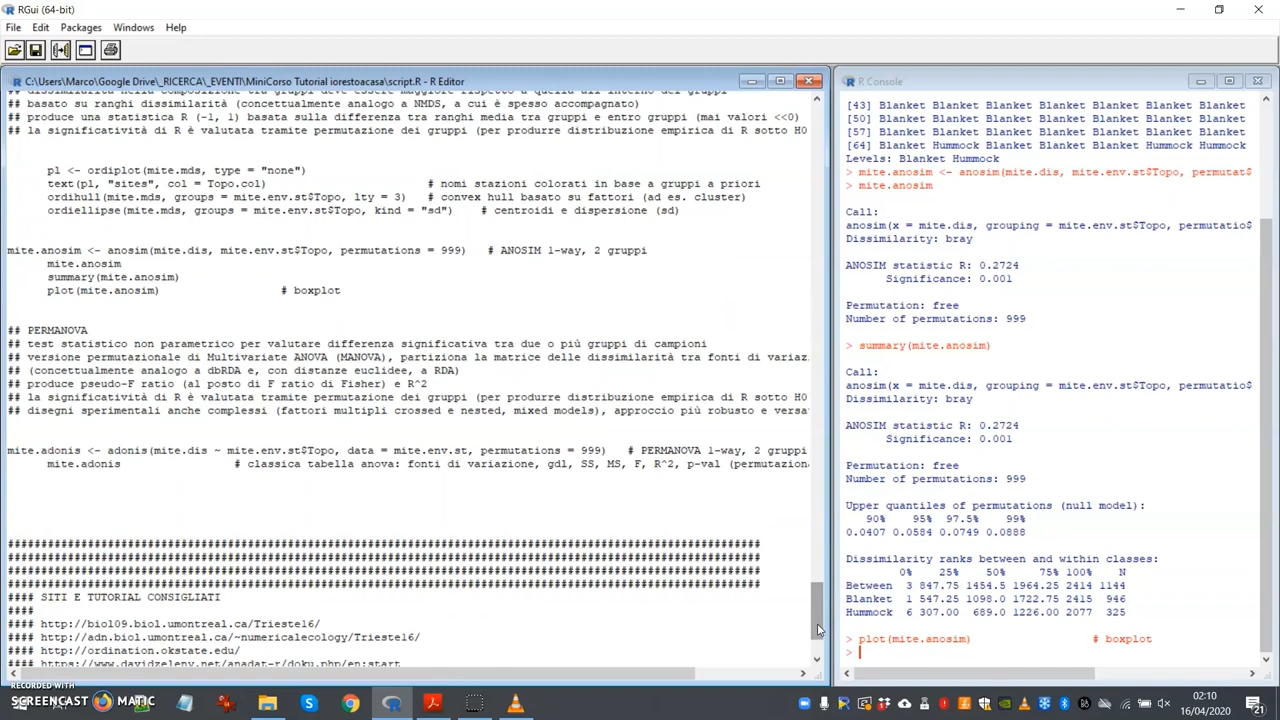 RGui (64-bit)
File Edit Packages Windows Help
C:\Users\Marco\Google Drive\_RICERCA\_EVENTI\MiniCorso Tutorial iorestoacasa\script.R - R Editor
## basato su ranghi dissimilarità (concettualmente analogo a NMDS, a cui è spesso accompagnato)
## produce una statistica R (-1, 1) basata sulla differenza tra ranghi media tra gruppi e entro gruppi (mai valori <<0)
## la significatività di R è valutata tramite permutazione dei gruppi (per produrre distribuzione empirica di R sotto H0
pl <- ordiplot(mite.mds, type = "none")
text(pl, "sites", col = Topo.col) # nomi stazioni colorati in base a gruppi a priori
ordihull(mite.mds, groups = mite.env.st$Topo, lty = 3) # convex hull basato su fattori (ad es. cluster)
ordiellipse(mite.mds, groups = mite.env.st$Topo, kind = "sd") # centroidi e dispersione (sd)
mite.anosim <- anosim(mite.dis, mite.env.st$Topo, permutations = 999) # ANOSIM 1-way, 2 gruppi
mite.anosim
summary(mite.anosim)
plot(mite.anosim) # boxplot
## PERMANOVA
## test statistico non parametrico per valutare differenza significativa tra due o più gruppi di campioni
## versione permutazionale di Multivariate ANOVA (MANOVA), partiziona la matrice delle dissimilarità tra fonti di variaz
## (concettualmente analogo a dbRDA e, con distanze euclidee, a RDA)
## produce pseudo-F ratio (al posto di F ratio di Fisher) e R^2
## la significatività di R è valutata tramite permutazione dei gruppi (per produrre distribuzione empirica di R sotto H0
## disegni sperimentali anche complessi (fattori multipli crossed e nested, mixed models), approccio più robusto e versa
mite.adonis <- adonis(mite.dis ~ mite.env.st$Topo, data = mite.env.st, permutations = 999) # PERMANOVA 1-way, 2 gruppi
mite.adonis # classica tabella anova: fonti di variazione, gdl, SS, MS, F, R^2, p-val (permutazion
################################################################################################################
################################################################################################################
################################################################################################################
################################################################################################################
#### SITI E TUTORIAL CONSIGLIATI
####
#### http://biol09.biol.umontreal.ca/Trieste16/
#### http://adn.biol.umontreal.ca/~numericalecology/Trieste16/
#### http://ordination.okstate.edu/
#### https://www.davidzeleny.net/anadat-r/doku.php/en:start
R Console
[43] Blanket Blanket Blanket Blanket Blanket Blanket Blanket
[50] Blanket Blanket Blanket Blanket Blanket Blanket Blanket
[57] Blanket Blanket Blanket Blanket Blanket Blanket Blanket
[64] Blanket Hummock Blanket Blanket Blanket Hummock Hummock
Levels: Blanket Hummock
> mite.anosim <- anosim(mite.dis, mite.env.st$Topo, permutat$
> mite.anosim
Call:
anosim(x = mite.dis, grouping = mite.env.st$Topo, permutatio$
Dissimilarity: bray
ANOSIM statistic R: 0.2724
Significance: 0.001
Permutation: free
Number of permutations: 999
> summary(mite.anosim)
Call:
anosim(x = mite.dis, grouping = mite.env.st$Topo, permutatio$
Dissimilarity: bray
ANOSIM statistic R: 0.2724
Significance: 0.001
Permutation: free
Number of permutations: 999
Upper quantiles of permutations (null model):
90% 95% 97.5% 99%
0.0407 0.0584 0.0749 0.0888
Dissimilarity ranks between and within classes:
0% 25% 50% 75% 100% N
Between 3 847.75 1454.5 1964.25 2414 1144
Blanket 1 547.25 1098.0 1722.75 2415 946
Hummock 6 307.00 689.0 1226.00 2077 325
> plot(mite.anosim) # boxplot
>
RECORDED WITH
SCREENCAST MATIC
02:10
16/04/2020
21